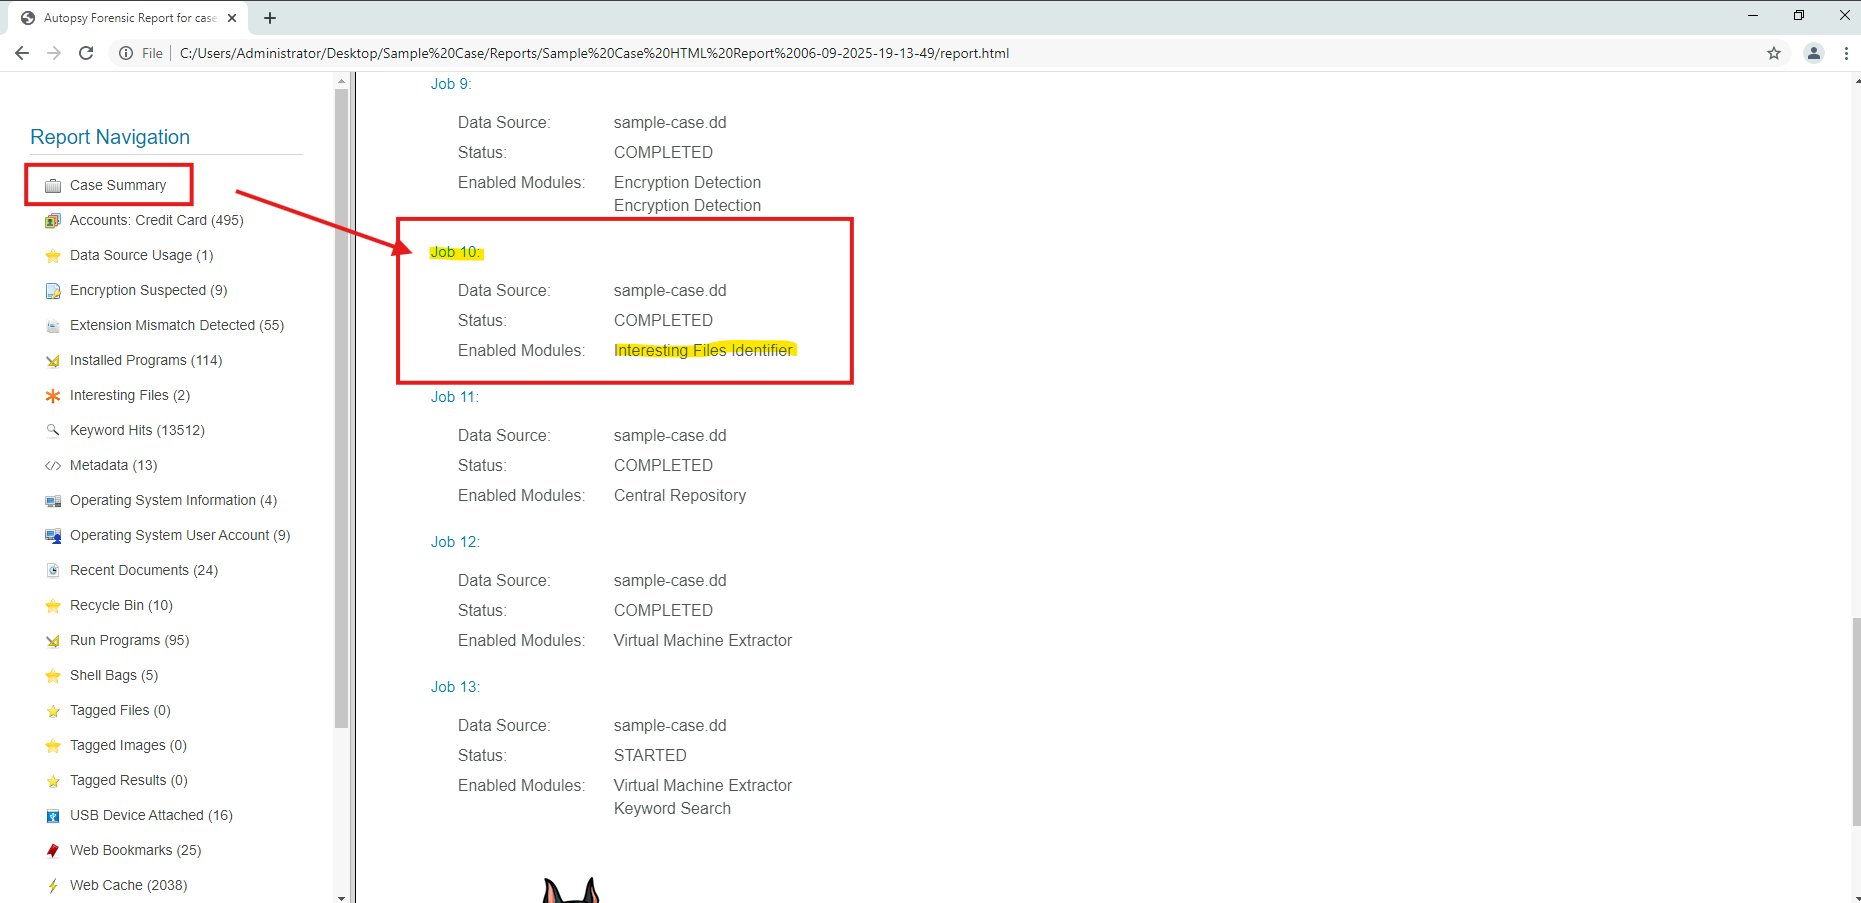 Autopsy Forensic Report for case
File C:/Users/Administrator/Desktop/Sample%20Case/Reports/Sample%20Case%20HTML%20Report%2006-09-2025-19-13-49/report.html
Report Navigation
Case Summary
Accounts: Credit Card (495)
Data Source Usage (1)
Encryption Suspected (9)
Extension Mismatch Detected (55)
Installed Programs (114)
Interesting Files (2)
Keyword Hits (13512)
Metadata (13)
Operating System Information (4)
Operating System User Account (9)
Recent Documents (24)
Recycle Bin (10)
Run Programs (95)
Shell Bags (5)
Tagged Files (0)
Tagged Images (0)
Tagged Results (0)
USB Device Attached (16)
Web Bookmarks (25)
Web Cache (2038)
Job 9:
Data Source: sample-case.dd
Status: COMPLETED
Enabled Modules: Encryption Detection
Encryption Detection
Job 10:
Data Source: sample-case.dd
Status: COMPLETED
Enabled Modules: Interesting Files Identifier
Job 11:
Data Source: sample-case.dd
Status: COMPLETED
Enabled Modules: Central Repository
Job 12:
Data Source: sample-case.dd
Status: COMPLETED
Enabled Modules: Virtual Machine Extractor
Job 13:
Data Source: sample-case.dd
Status: STARTED
Enabled Modules: Virtual Machine Extractor
Keyword Search